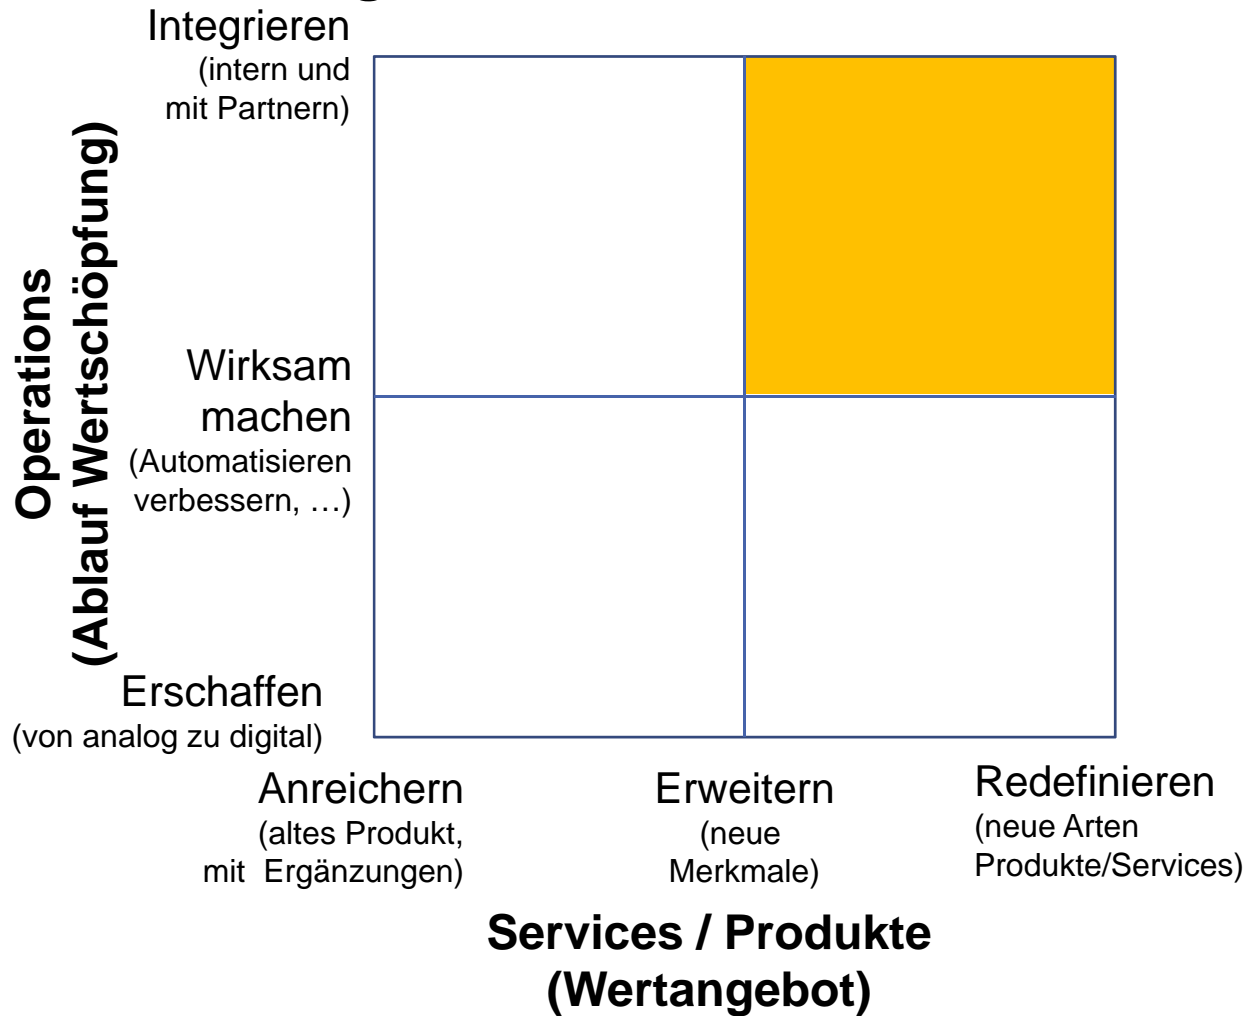 Integrieren
(intern und
mit Partnern)
Operations
(Ablauf Wertschöpfung)
Wirksam
machen
(Automatisieren
verbessern, …)
Erschaffen
(von analog zu digital)
Anreichern
(altes Produkt,
mit Ergänzungen)
Erweitern
(neue
Merkmale)
Redefinieren
(neue Arten
Produkte/Services)
Services / Produkte
(Wertangebot)